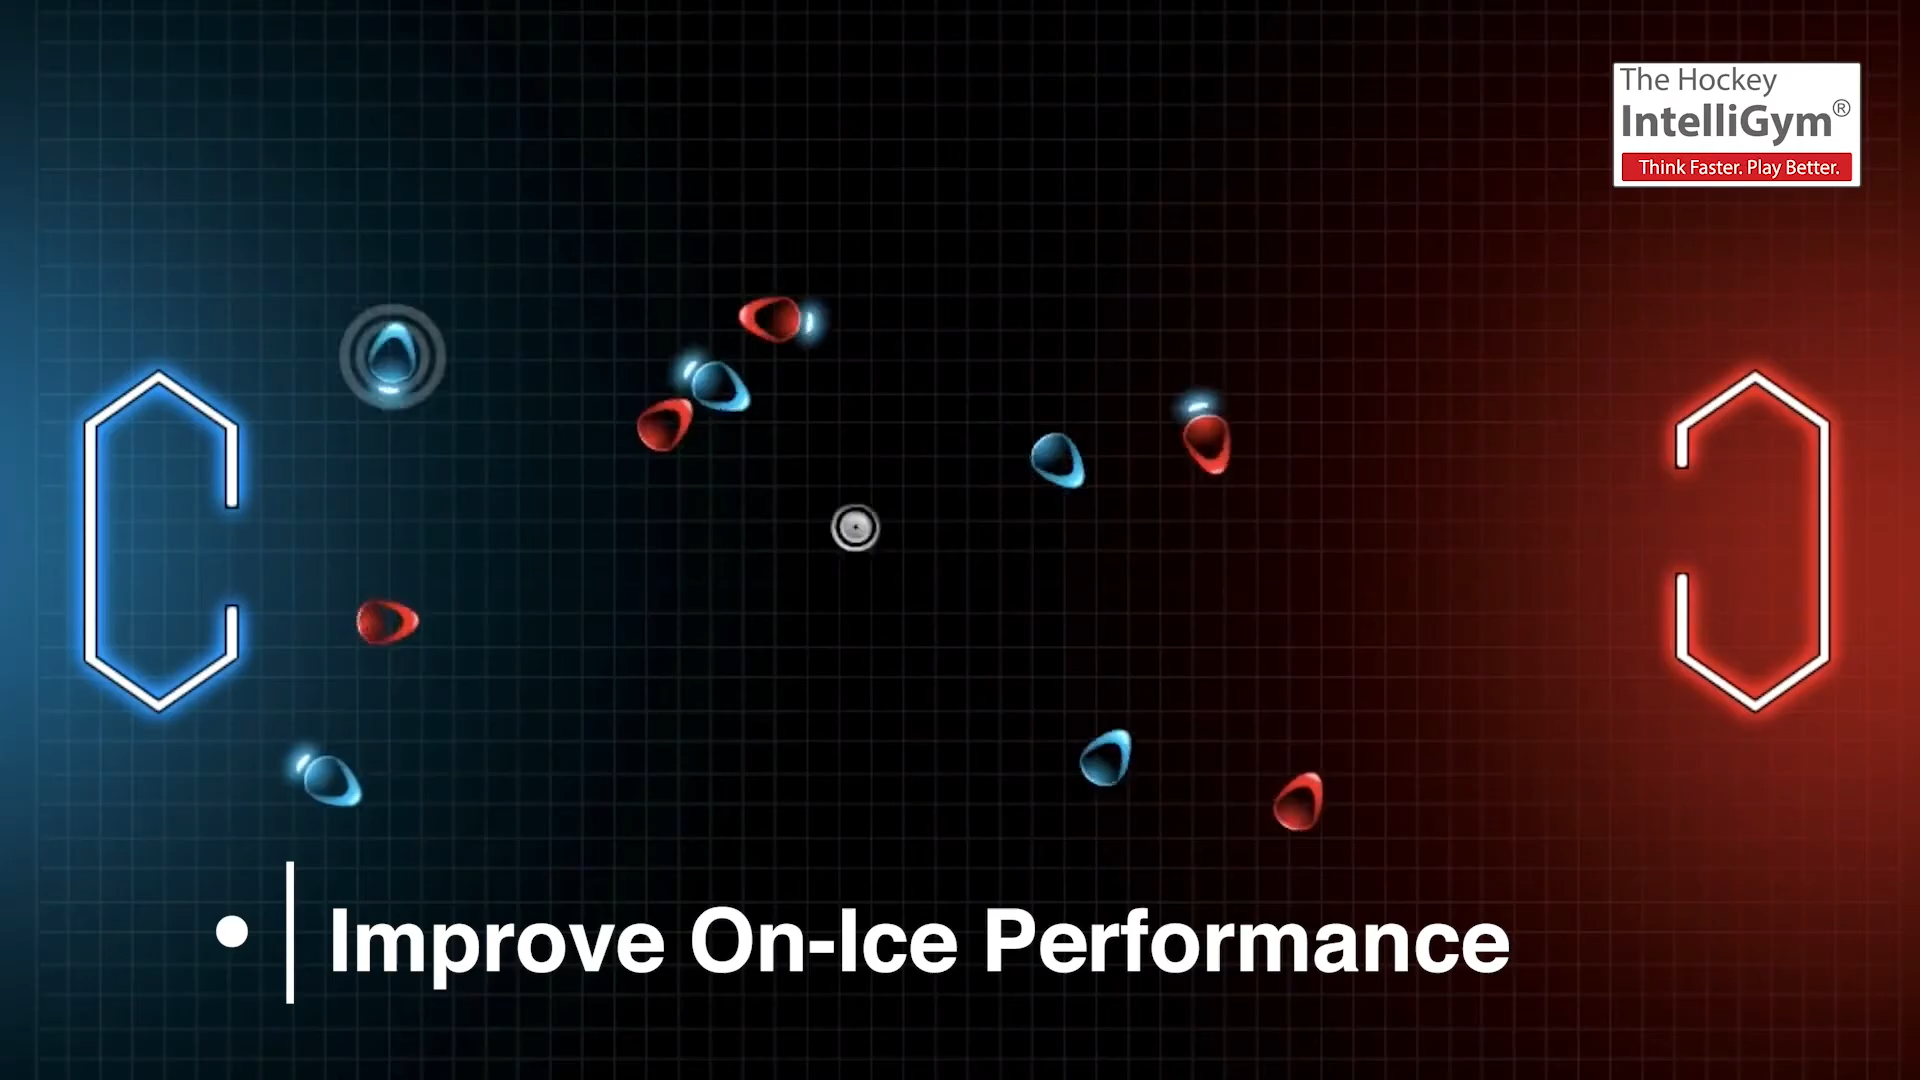 The Hockey
IntelliGym®
Think Faster. Play Better.
• Improve On-Ice Performance